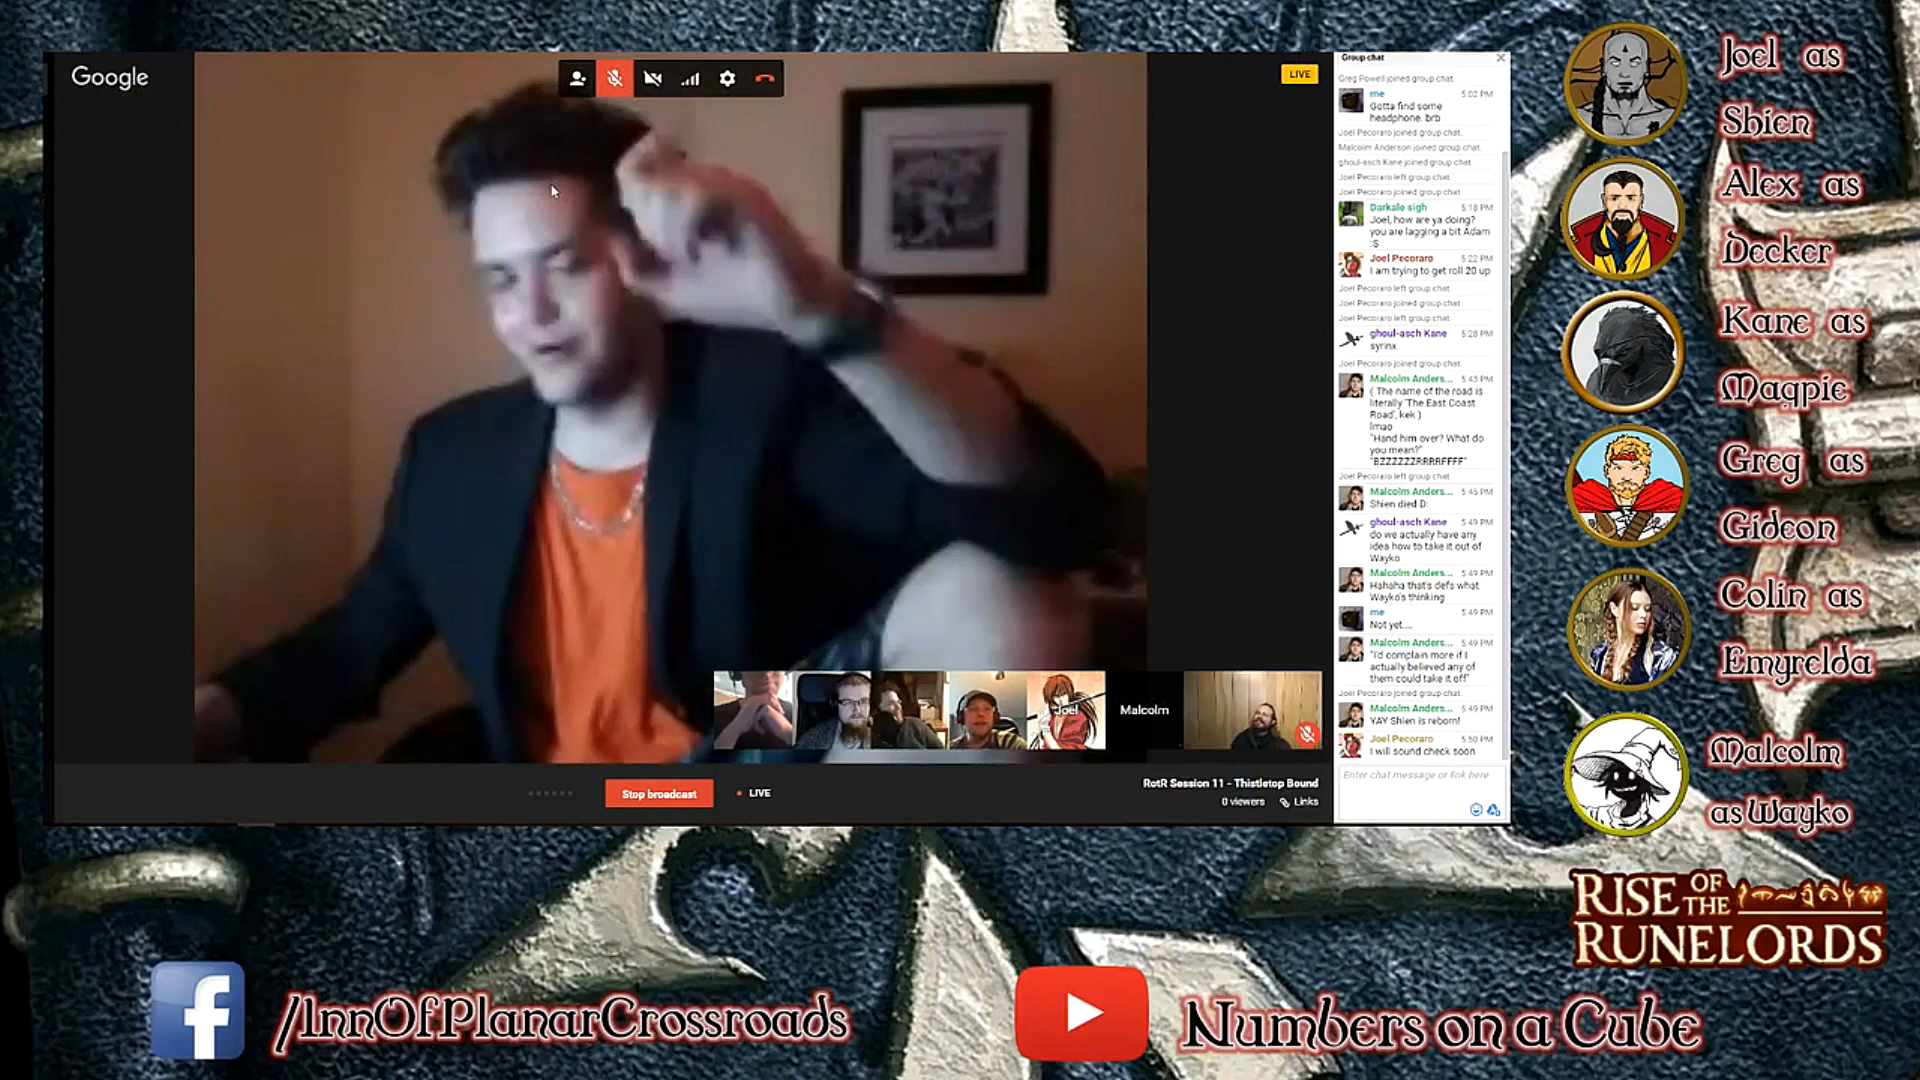 Google
LIVE
Group chat
Greg Powell joined group chat.
me 5:02 PM
Gotta find some
headphone. brb
Joel Pecoraro joined group chat.
Malcolm Anderson joined group chat.
ghoul-asch Kane joined group chat.
Joel Pecoraro left group chat.
Joel Pecoraro joined group chat.
Darkale sigh 5:18 PM
Joel, how are ya doing?
you are lagging a bit Adam
:S
Joel Pecoraro 5:22 PM
I am trying to get roll 20 up
Joel Pecoraro left group chat.
Joel Pecoraro joined group chat.
Joel Pecoraro left group chat.
ghoul-asch Kane 5:28 PM
syrinx
Joel Pecoraro joined group chat.
Malcolm Anders... 5:43 PM
( The name of the road is
literally 'The East Coast
Road', kek )
lmao
"Hand him over? What do
you mean?"
"BZZZZZZRRRRFFFF"
Joel Pecoraro left group chat.
Malcolm Anders... 5:45 PM
Shien died D:
ghoul-asch Kane 5:49 PM
do we actually have any
idea how to take it out of
Wayko
Malcolm Anders... 5:49 PM
Hahaha that's defs what
Wayko's thinking
me 5:49 PM
Not yet....
Malcolm Anders... 5:49 PM
"I'd complain more if I
actually believed any of
them could take it off"
Joel Pecoraro joined group chat.
Malcolm Anders... 5:49 PM
YAY Shien is reborn!
Joel Pecoraro 5:50 PM
I will sound check soon
Enter chat message or link here
Joel
Malcolm
Stop broadcast
LIVE
RotR Session 11 - Thistletop Bound
0 viewers Links
Joel as
Shien
Alex as
Decker
Kane as
Magpie
Greg as
Gideon
Colin as
Emyrelda
Malcolm
as Wayko
RISE OF THE
RUNELORDS
f /InnOfPlanarCrossroads
Numbers on a Cube